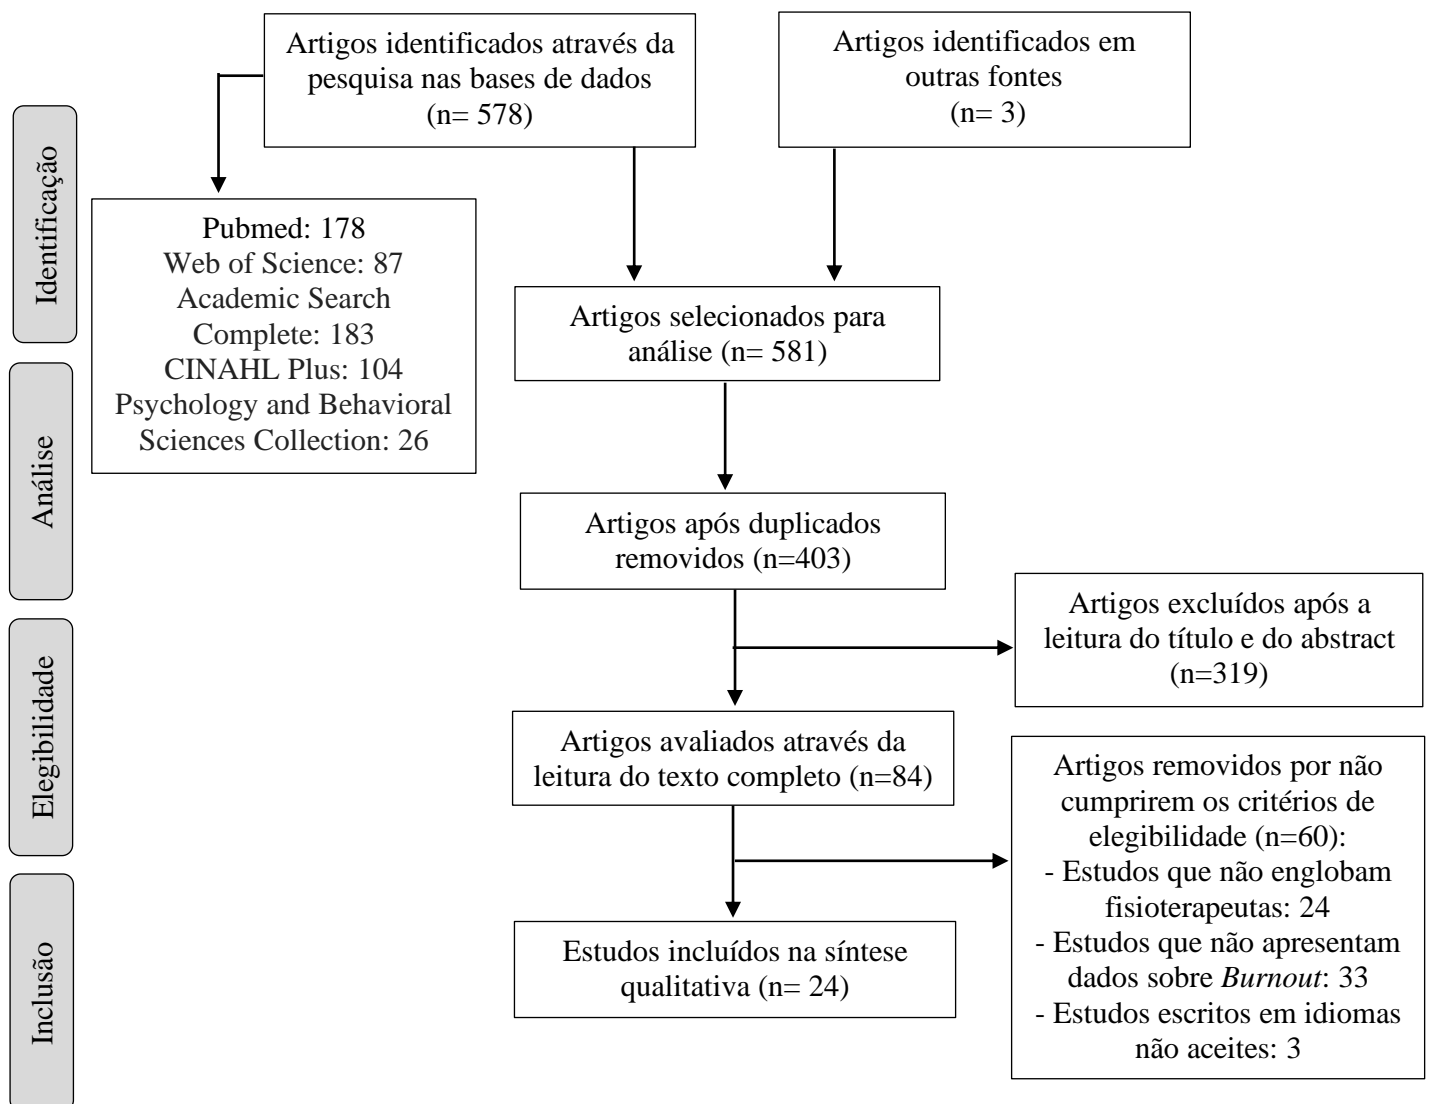 Artigos identificados através da
pesquisa nas bases de dados
(n= 578)
Artigos identificados em
outras fontes
(n= 3)
Identificação
Pubmed: 178
Web of Science: 87
Academic Search
Complete: 183
CINAHL Plus: 104
Psychology and Behavioral
Sciences Collection: 26
Artigos selecionados para
análise (n= 581)
Análise
Artigos após duplicados
removidos (n=403)
Artigos excluídos após a
leitura do título e do abstract
(n=319)
Elegibilidade
Artigos avaliados através da
leitura do texto completo (n=84)
Artigos removidos por não
cumprirem os critérios de
elegibilidade (n=60):
- Estudos que não englobam
fisioterapeutas: 24
- Estudos que não apresentam
dados sobre Burnout: 33
- Estudos escritos em idiomas
não aceites: 3
Inclusão
Estudos incluídos na síntese
qualitativa (n= 24)